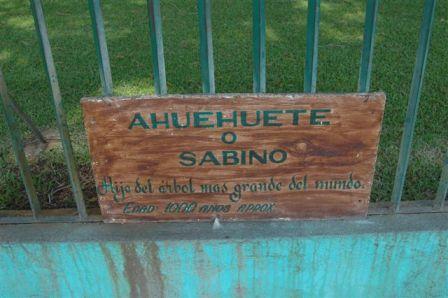 AHUEHUETE
O
SABINO
Hijo del árbol mas grande del mundo.
EDAD 1000 AÑOS APROX.